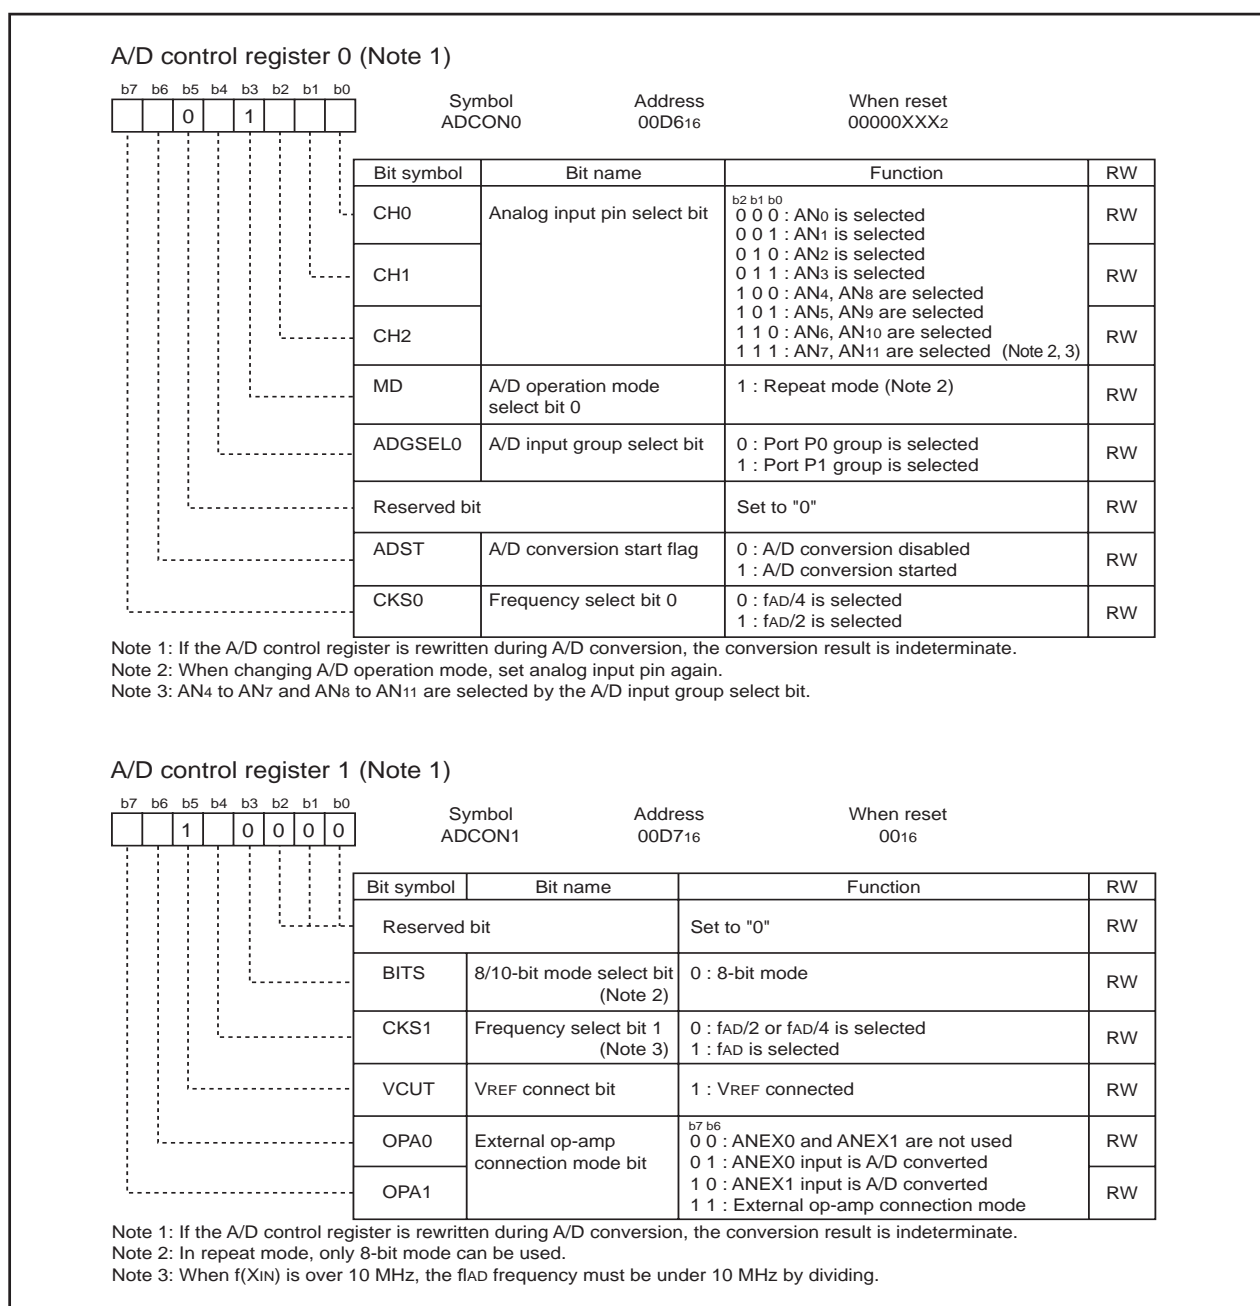 A/D control register 0 (Note 1)
b7 b6 b5 b4 b3 b2 b1 b0
0 1
Symbol Address When reset
ADCON0 00D616 00000XXX2
Bit symbol Bit name Function RW
CH0 Analog input pin select bit RW
b2 b1 b0
0 0 0 : AN0 is selected
0 0 1 : AN1 is selected
0 1 0 : AN2 is selected
CH1 RW
0 1 1 : AN3 is selected
1 0 0 : AN4, AN8 are selected
1 0 1 : AN5, AN9 are selected
CH2 RW
1 1 0 : AN6, AN10 are selected
1 1 1 : AN7, AN11 are selected (Note 2, 3)
MD A/D operation mode 1 : Repeat mode (Note 2) RW
select bit 0
ADGSEL0 A/D input group select bit 0 : Port P0 group is selected RW
1 : Port P1 group is selected
Reserved bit Set to "0" RW
ADST A/D conversion start flag 0 : A/D conversion disabled RW
1 : A/D conversion started
CKS0 Frequency select bit 0 0 : fAD/4 is selected RW
1 : fAD/2 is selected
Note 1: If the A/D control register is rewritten during A/D conversion, the conversion result is indeterminate.
Note 2: When changing A/D operation mode, set analog input pin again.
Note 3: AN4 to AN7 and AN8 to AN11 are selected by the A/D input group select bit.
A/D control register 1 (Note 1)
b7 b6 b5 b4 b3 b2 b1 b0
1 0 0 0 0
Symbol Address When reset
ADCON1 00D716 0016
Bit symbol Bit name Function RW
Reserved bit Set to "0" RW
BITS 8/10-bit mode select bit 0 : 8-bit mode RW
(Note 2)
CKS1 Frequency select bit 1 0 : fAD/2 or fAD/4 is selected RW
(Note 3) 1 : fAD is selected
VCUT VREF connect bit 1 : VREF connected RW
b7 b6
OPA0 External op-amp 0 0 : ANEX0 and ANEX1 are not used RW
connection mode bit 0 1 : ANEX0 input is A/D converted
OPA1 1 0 : ANEX1 input is A/D converted RW
1 1 : External op-amp connection mode
Note 1: If the A/D control register is rewritten during A/D conversion, the conversion result is indeterminate.
Note 2: In repeat mode, only 8-bit mode can be used.
Note 3: When f(XIN) is over 10 MHz, the flAD frequency must be under 10 MHz by dividing.